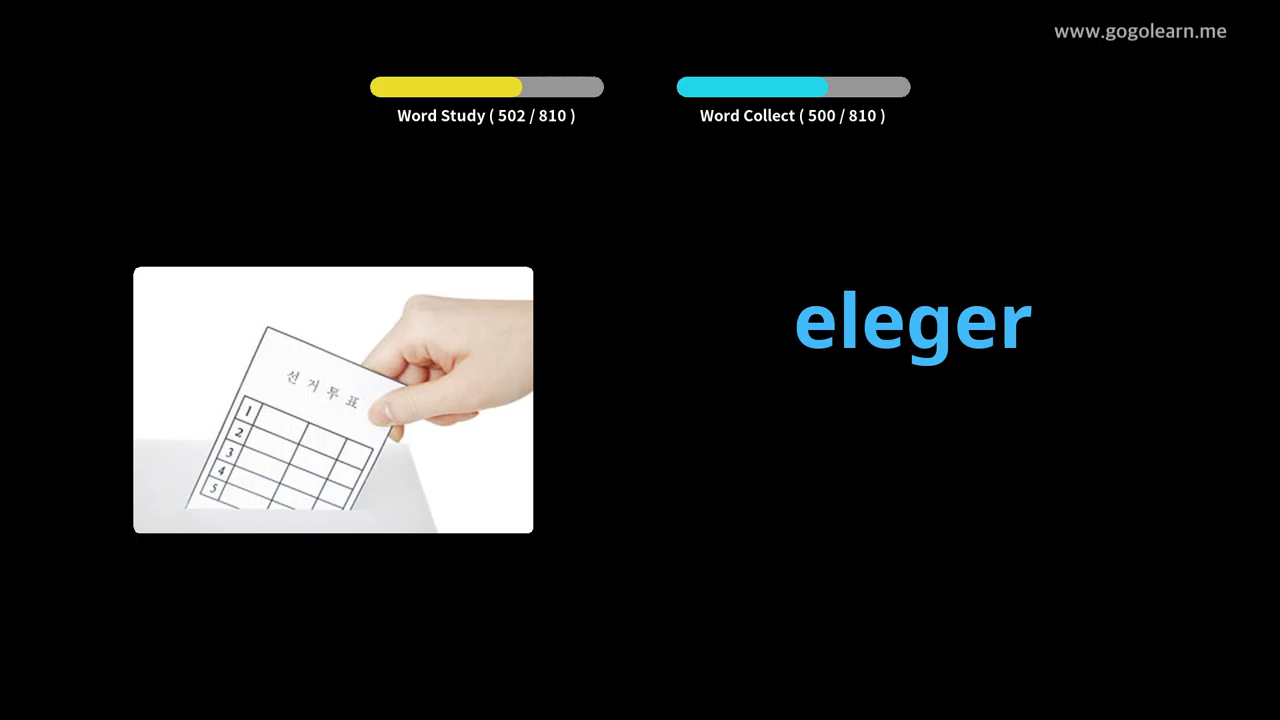 www.gogolearn.me
Word Study ( 502 / 810 )
Word Collect ( 500 / 810 )
eleger
선거투표
1
2
3
4
5